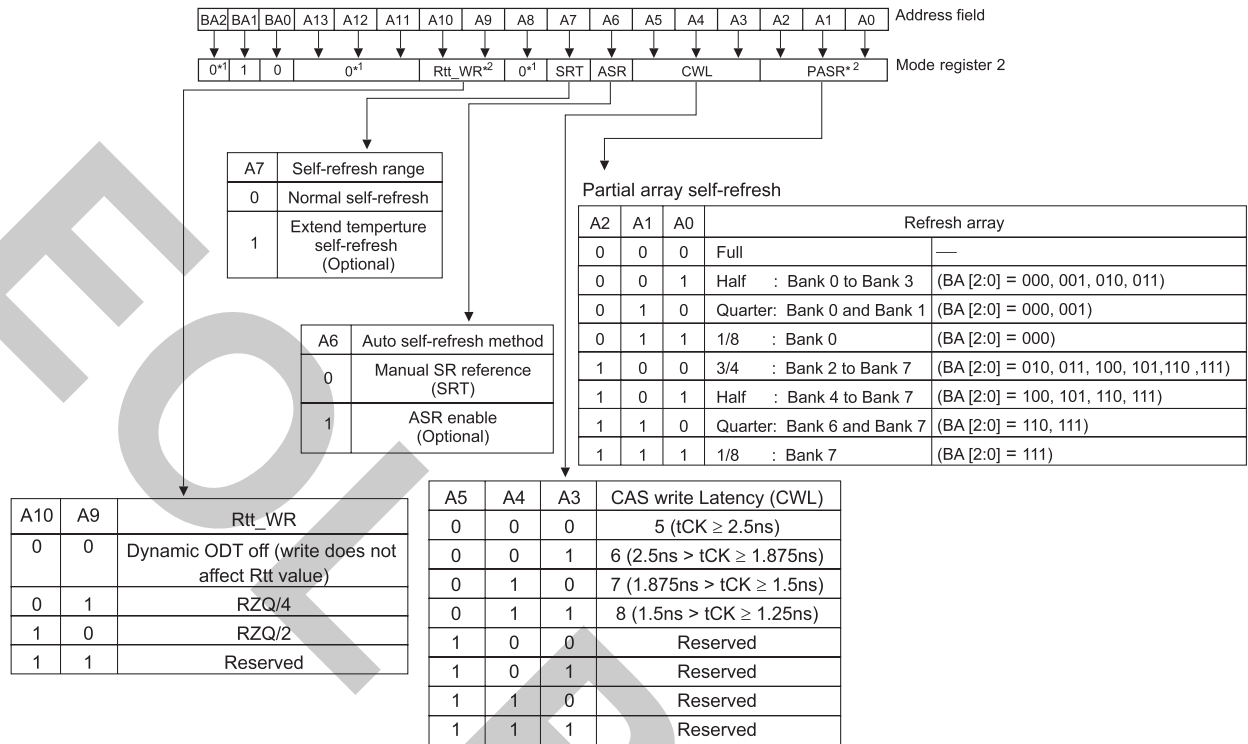 BA2 BA1 BA0 A13 A12 A11 A10 A9 A8 A7 A6 A5 A4 A3 A2 A1 A0 Address field
0*1 1 0 0*1 Rtt_WR*2 0*1 SRT ASR CWL PASR*2 Mode register 2
A7 Self-refresh range
0 Normal self-refresh
1 Extend temperture
self-refresh
(Optional)
A6 Auto self-refresh method
0 Manual SR reference
(SRT)
1 ASR enable
(Optional)
Partial array self-refresh
A2 A1 A0 Refresh array
0 0 0 Full —
0 0 1 Half : Bank 0 to Bank 3 (BA [2:0] = 000, 001, 010, 011)
0 1 0 Quarter: Bank 0 and Bank 1 (BA [2:0] = 000, 001)
0 1 1 1/8 : Bank 0 (BA [2:0] = 000)
1 0 0 3/4 : Bank 2 to Bank 7 (BA [2:0] = 010, 011, 100, 101,110 ,111)
1 0 1 Half : Bank 4 to Bank 7 (BA [2:0] = 100, 101, 110, 111)
1 1 0 Quarter: Bank 6 and Bank 7 (BA [2:0] = 110, 111)
1 1 1 1/8 : Bank 7 (BA [2:0] = 111)
A10 A9 Rtt_WR
0 0 Dynamic ODT off (write does not
affect Rtt value)
0 1 RZQ/4
1 0 RZQ/2
1 1 Reserved
A5 A4 A3 CAS write Latency (CWL)
0 0 0 5 (tCK ≥ 2.5ns)
0 0 1 6 (2.5ns > tCK ≥ 1.875ns)
0 1 0 7 (1.875ns > tCK ≥ 1.5ns)
0 1 1 8 (1.5ns > tCK ≥ 1.25ns)
1 0 0 Reserved
1 0 1 Reserved
1 1 0 Reserved
1 1 1 Reserved
EOL P